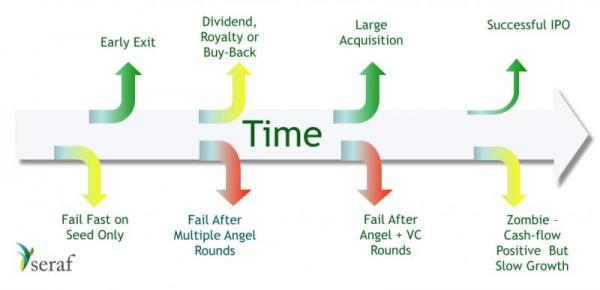 Early Exit
Dividend,
Royalty or
Buy-Back
Large
Acquisition
Successful IPO
Time
Fail Fast on
Seed Only
Fail After
Multiple Angel
Rounds
Fail After
Angel + VC
Rounds
Zombie –
Cash-flow
Positive But
Slow Growth
seraf